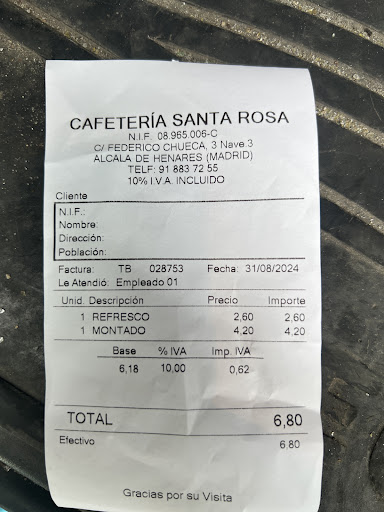 CAFETERÍA SANTA ROSA
N.I.F. 08.965.006-C
C/ FEDERICO CHUECA, 3 Nave.3
ALCALA DE HENARES (MADRID)
TELF: 91 883 72 55
10% I.V.A. INCLUIDO
Cliente
N.I.F.:
Nombre:
Dirección:
Población:
Factura: TB 028753 Fecha: 31/08/2024
Le Atendió: Empleado 01
Unid. Descripción Precio Importe
1 REFRESCO 2,60 2,60
1 MONTADO 4,20 4,20
Base % IVA Imp. IVA
6,18 10,00 0,62
TOTAL 6,80
Efectivo 6,80
Gracias por su Visita